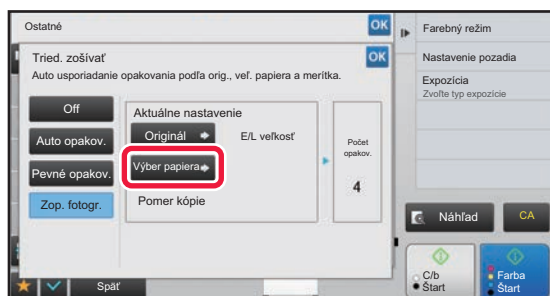 Ostatné
OK
Tried. zošívať
OK
Auto usporiadanie opakovania podľa orig., veľ. papiera a merítka.
Off
Auto opakov.
Pevné opakov.
Zop. fotogr.
Aktuálne nastavenie
Originál
E/L veľkosť
Výber papiera
Pomer kópie
Počet
opakov.
4
Späť
Farebný režim
Nastavenie pozadia
Expozícia
Zvoľte typ expozície
Náhľad
CA
C/b
Štart
Farba
Štart